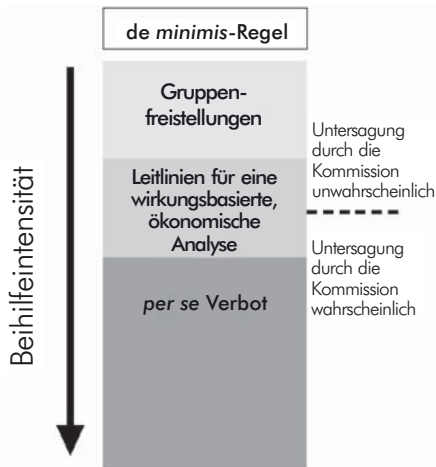 de minimis-Regel
Gruppen-
freistellungen
Leitlinien für eine
wirkungsbasierte,
ökonomische
Analyse
per se Verbot
Untersagung
durch die
Kommission
unwahrscheinlich
Untersagung
durch die
Kommission
wahrscheinlich
Beihilfeintensität